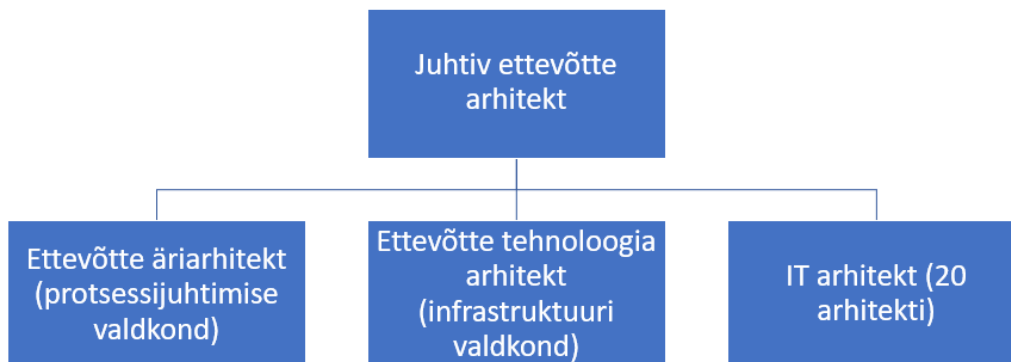 Juhtiv ettevõtte
arhitekt
Ettevõtte äriarhitekt
(protsessijuhtimise
valdkond)
Ettevõtte tehnoloogia
arhitekt
(infrastruktuuri
valdkond)
IT arhitekt (20
arhitekti)